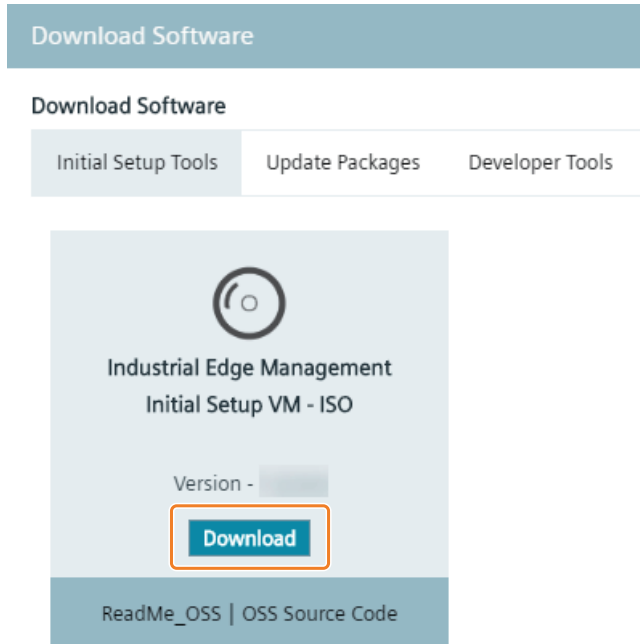 Download Software
Download Software
Initial Setup Tools Update Packages Developer Tools
Industrial Edge Management
Initial Setup VM - ISO
Version -
Download
ReadMe_OSS | OSS Source Code